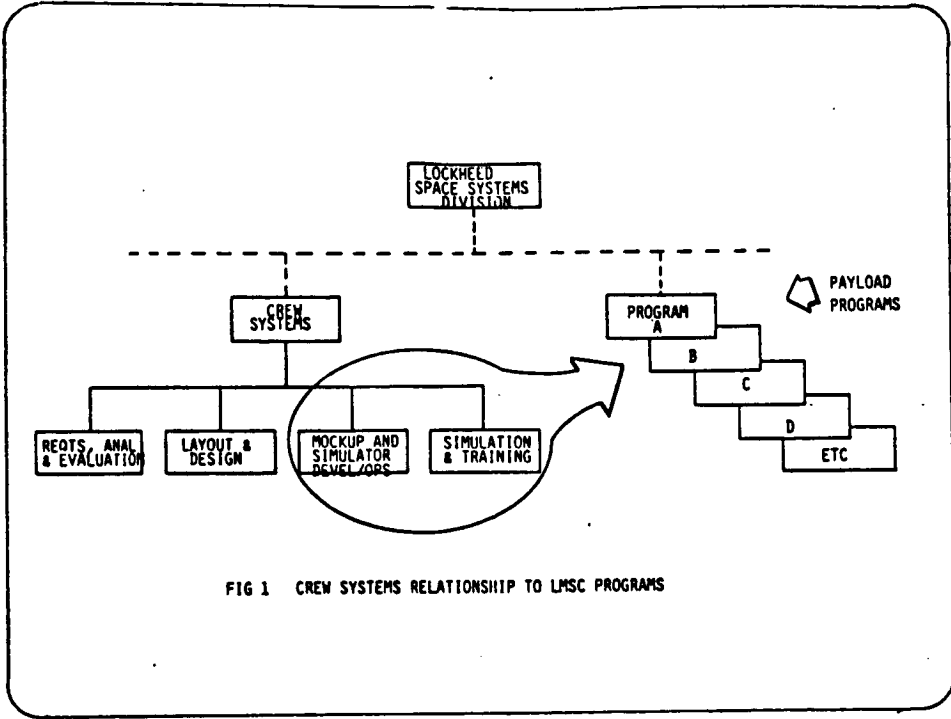 LOCKHEED
SPACE SYSTEMS
DIVISION
CREW
SYSTEMS
PROGRAM
A
PAYLOAD
PROGRAMS
B
C
D
ETC
REQTS, ANAL
& EVALUATION
LAYOUT &
DESIGN
MOCKUP AND
SIMULATOR
DEVEL/OPS
SIMULATION
& TRAINING
FIG 1 CREW SYSTEMS RELATIONSHIP TO LMSC PROGRAMS